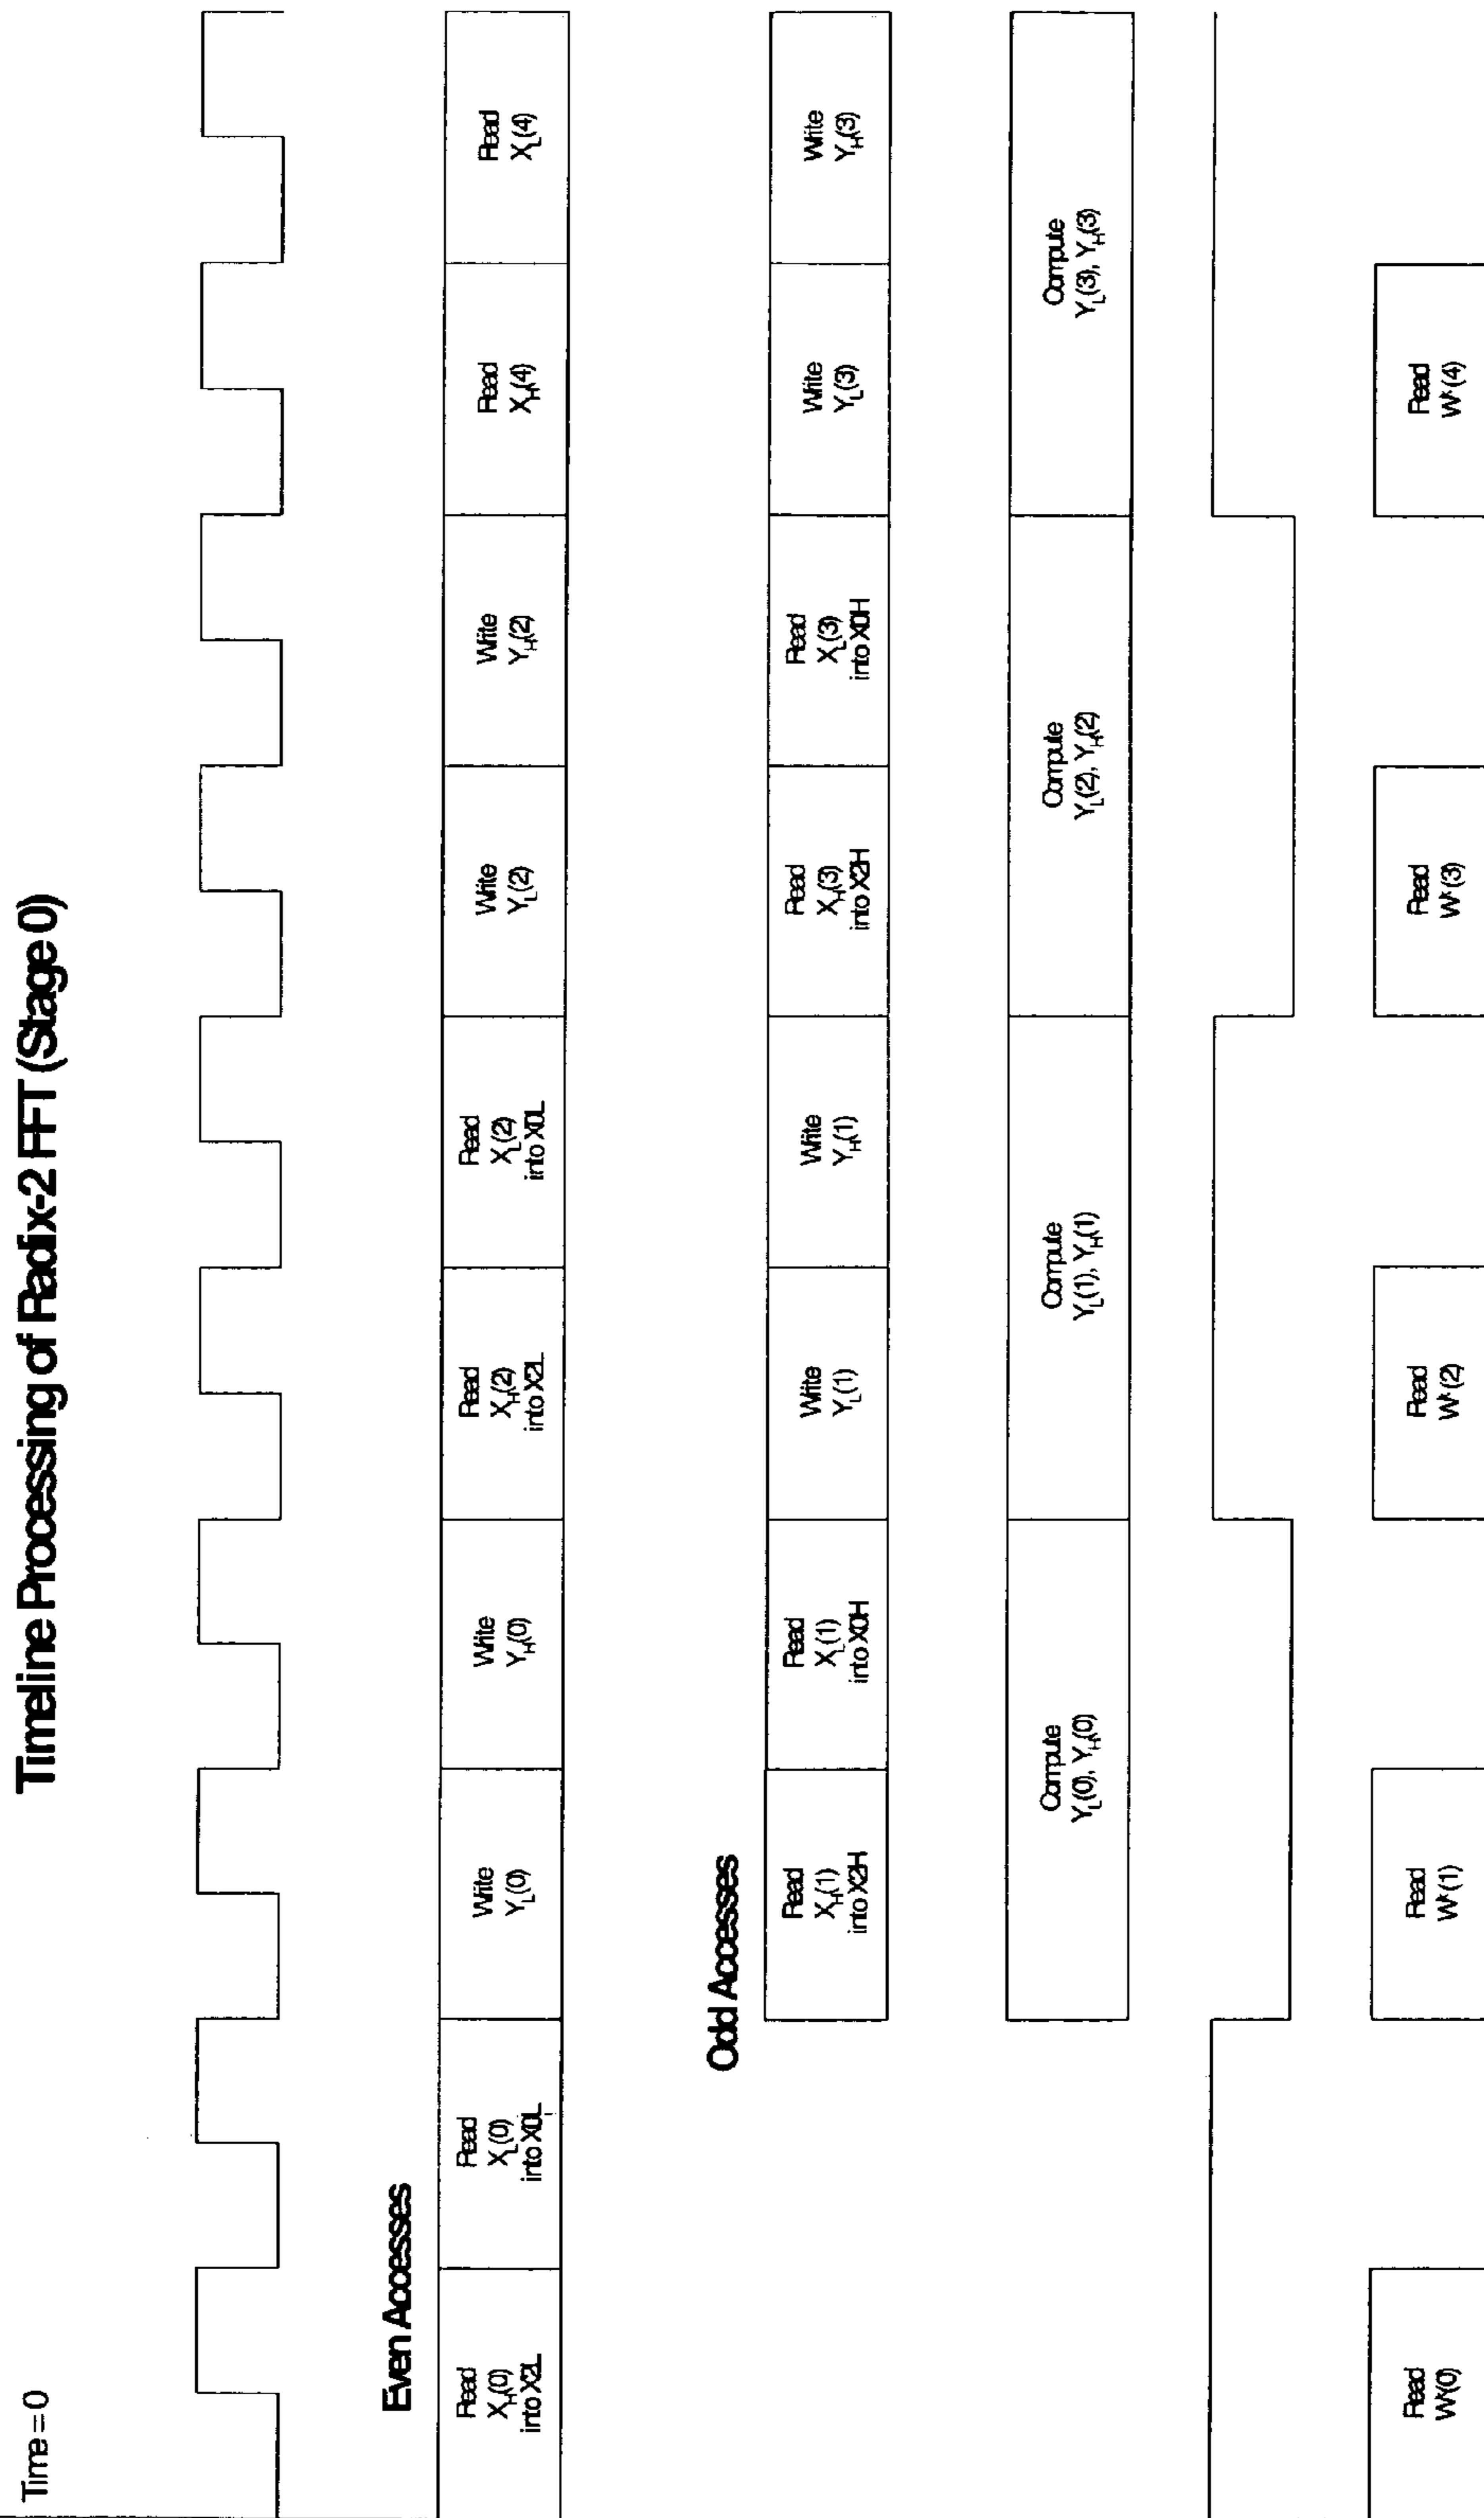 Timeline Processing of Radix-2 FFT (Stage 0)
Time = 0
Even Accesses
Read
X_H(0)
into X2L
Read
X_L(0)
into X0L
Write
Y_L(0)
Write
Y_H(0)
Read
X_H(2)
into X2L
Read
X_L(2)
into X0L
Write
Y_L(2)
Write
Y_H(2)
Read
X_H(4)
Read
X_L(4)
Odd Accesses
Read
X_H(1)
into X2H
Read
X_L(1)
into X0H
Write
Y_L(1)
Write
Y_H(1)
Read
X_H(3)
into X2H
Read
X_L(3)
into X0H
Write
Y_L(3)
Write
Y_H(3)
Compute
Y_L(0), Y_H(0)
Compute
Y_L(1), Y_H(1)
Compute
Y_L(2), Y_H(2)
Compute
Y_L(3), Y_H(3)
Read
W^k(0)
Read
W^k(1)
Read
W^k(2)
Read
W^k(3)
Read
W^k(4)